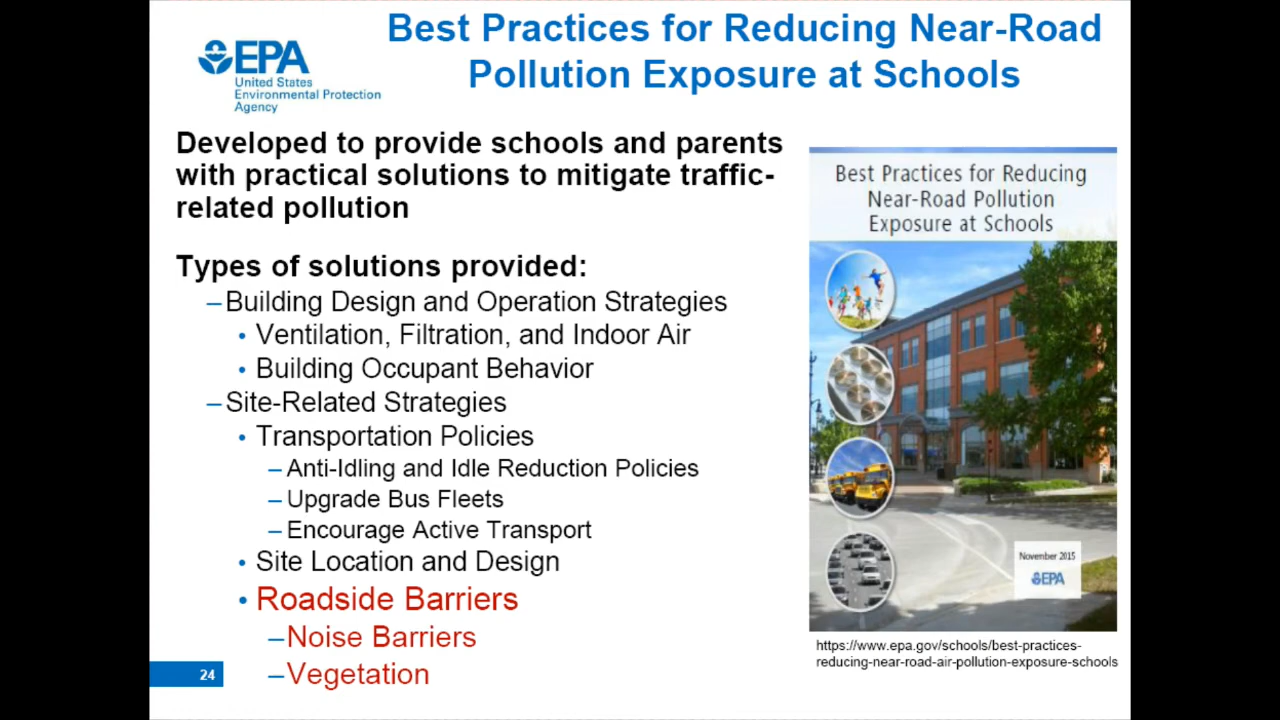 Best Practices for Reducing Near-Road
Pollution Exposure at Schools
EPA
United States
Environmental Protection
Agency
Developed to provide schools and parents
with practical solutions to mitigate traffic-
related pollution
Types of solutions provided:
–Building Design and Operation Strategies
• Ventilation, Filtration, and Indoor Air
• Building Occupant Behavior
–Site-Related Strategies
• Transportation Policies
–Anti-Idling and Idle Reduction Policies
–Upgrade Bus Fleets
–Encourage Active Transport
• Site Location and Design
• Roadside Barriers
–Noise Barriers
–Vegetation
24
Best Practices for Reducing
Near-Road Pollution
Exposure at Schools
November 2015
EPA
https://www.epa.gov/schools/best-practices-
reducing-near-road-air-pollution-exposure-schools